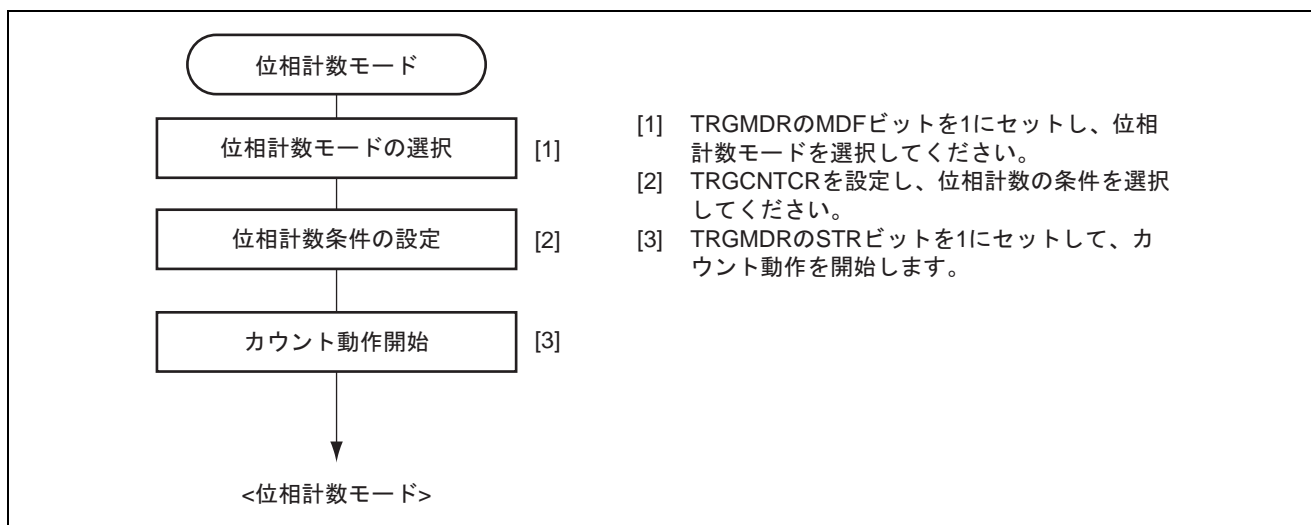 位相計数モード
位相計数モードの選択 [1]
位相計数条件の設定 [2]
カウント動作開始 [3]
<位相計数モード>
[1] TRGMDRのMDFビットを1にセットし、位相
計数モードを選択してください。
[2] TRGCNTCRを設定し、位相計数の条件を選択
してください。
[3] TRGMDRのSTRビットを1にセットして、カ
ウント動作を開始します。